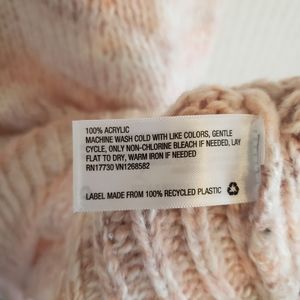 100% ACRYLIC
MACHINE WASH COLD WITH LIKE COLORS, GENTLE
CYCLE, ONLY NON-CHLORINE BLEACH IF NEEDED, LAY
FLAT TO DRY, WARM IRON IF NEEDED
RN17730 VN1268582
LABEL MADE FROM 100% RECYCLED PLASTIC